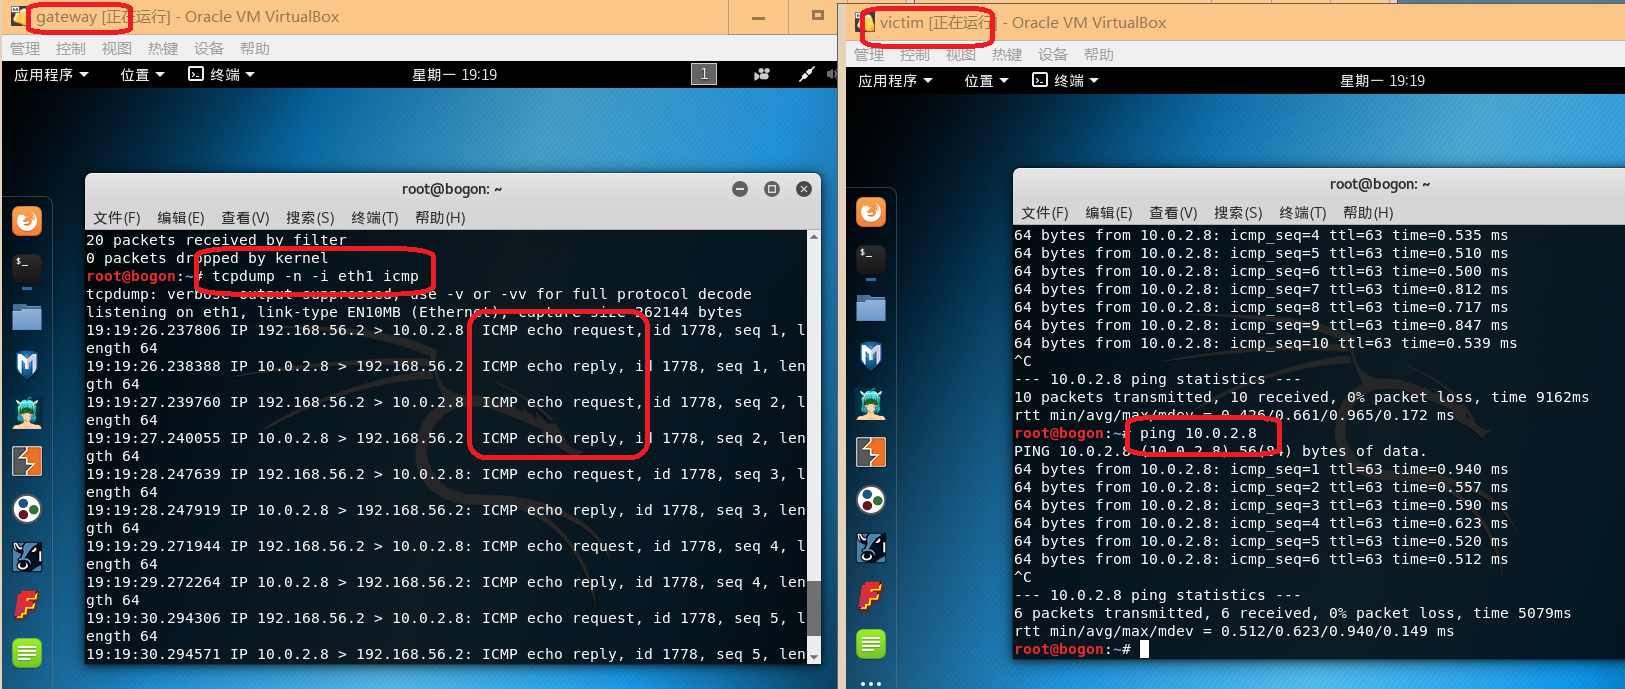 gateway [正在运行] - Oracle VM VirtualBox
管理 控制 视图 热键 设备 帮助
应用程序 位置 终端 星期一 19:19 1
root@bogon: ~
文件(F) 编辑(E) 查看(V) 搜索(S) 终端(T) 帮助(H)
20 packets received by filter
0 packets dropped by kernel
root@bogon:~# tcpdump -n -i eth1 icmp
tcpdump: verbose output suppressed, use -v or -vv for full protocol decode
listening on eth1, link-type EN10MB (Ethernet), capture size 262144 bytes
19:19:26.237806 IP 192.168.56.2 > 10.0.2.8: ICMP echo request, id 1778, seq 1, l
ength 64
19:19:26.238388 IP 10.0.2.8 > 192.168.56.2: ICMP echo reply, id 1778, seq 1, len
gth 64
19:19:27.239760 IP 192.168.56.2 > 10.0.2.8: ICMP echo request, id 1778, seq 2, l
ength 64
19:19:27.240055 IP 10.0.2.8 > 192.168.56.2: ICMP echo reply, id 1778, seq 2, len
gth 64
19:19:28.247639 IP 192.168.56.2 > 10.0.2.8: ICMP echo request, id 1778, seq 3, l
ength 64
19:19:28.247919 IP 10.0.2.8 > 192.168.56.2: ICMP echo reply, id 1778, seq 3, len
gth 64
19:19:29.271944 IP 192.168.56.2 > 10.0.2.8: ICMP echo request, id 1778, seq 4, l
ength 64
19:19:29.272264 IP 10.0.2.8 > 192.168.56.2: ICMP echo reply, id 1778, seq 4, len
gth 64
19:19:30.294306 IP 192.168.56.2 > 10.0.2.8: ICMP echo request, id 1778, seq 5, l
ength 64
19:19:30.294571 IP 10.0.2.8 > 192.168.56.2: ICMP echo reply, id 1778, seq 5, len
victim [正在运行] - Oracle VM VirtualBox
管理 控制 视图 热键 设备 帮助
应用程序 位置 终端 星期一 19:19
root@bogon: ~
文件(F) 编辑(E) 查看(V) 搜索(S) 终端(T) 帮助(H)
64 bytes from 10.0.2.8: icmp_seq=4 ttl=63 time=0.535 ms
64 bytes from 10.0.2.8: icmp_seq=5 ttl=63 time=0.510 ms
64 bytes from 10.0.2.8: icmp_seq=6 ttl=63 time=0.500 ms
64 bytes from 10.0.2.8: icmp_seq=7 ttl=63 time=0.812 ms
64 bytes from 10.0.2.8: icmp_seq=8 ttl=63 time=0.717 ms
64 bytes from 10.0.2.8: icmp_seq=9 ttl=63 time=0.847 ms
64 bytes from 10.0.2.8: icmp_seq=10 ttl=63 time=0.539 ms
^C
--- 10.0.2.8 ping statistics ---
10 packets transmitted, 10 received, 0% packet loss, time 9162ms
rtt min/avg/max/mdev = 0.426/0.661/0.965/0.172 ms
root@bogon:~# ping 10.0.2.8
PING 10.0.2.8 (10.0.2.8) 56(84) bytes of data.
64 bytes from 10.0.2.8: icmp_seq=1 ttl=63 time=0.940 ms
64 bytes from 10.0.2.8: icmp_seq=2 ttl=63 time=0.557 ms
64 bytes from 10.0.2.8: icmp_seq=3 ttl=63 time=0.590 ms
64 bytes from 10.0.2.8: icmp_seq=4 ttl=63 time=0.623 ms
64 bytes from 10.0.2.8: icmp_seq=5 ttl=63 time=0.520 ms
64 bytes from 10.0.2.8: icmp_seq=6 ttl=63 time=0.512 ms
^C
--- 10.0.2.8 ping statistics ---
6 packets transmitted, 6 received, 0% packet loss, time 5079ms
rtt min/avg/max/mdev = 0.512/0.623/0.940/0.149 ms
root@bogon:~#